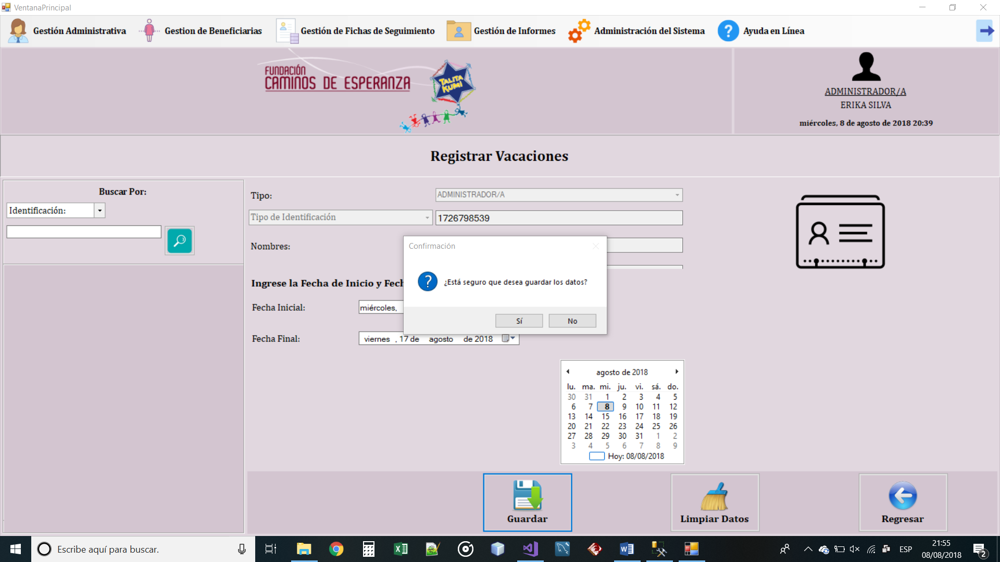 VentanaPrincipal
Gestión Administrativa
Gestion de Beneficiarias
Gestión de Fichas de Seguimiento
Gestión de Informes
Administración del Sistema
Ayuda en Línea
FUNDACIÓN
CAMINOS DE ESPERANZA
TALITA
KUMI
ADMINISTRADOR/A
ERIKA SILVA
miércoles, 8 de agosto de 2018 20:39
Registrar Vacaciones
Buscar Por:
Identificación:
Tipo:
ADMINISTRADOR/A
Tipo de Identificación
1726798539
Nombres:
Confirmación
¿Está seguro que desea guardar los datos?
Sí
No
Ingrese la Fecha de Inicio y Fech
Fecha Inicial:
miércoles,
Fecha Final:
viernes , 17 de agosto de 2018
agosto de 2018
lu. ma. mi. ju. vi. sá. do.
30 31 1 2 3 4 5
6 7 8 9 10 11 12
13 14 15 16 17 18 19
20 21 22 23 24 25 26
27 28 29 30 31 1 2
3 4 5 6 7 8 9
Hoy: 08/08/2018
Guardar
Limpiar Datos
Regresar
Escribe aquí para buscar.
ESP
21:55
08/08/2018
2